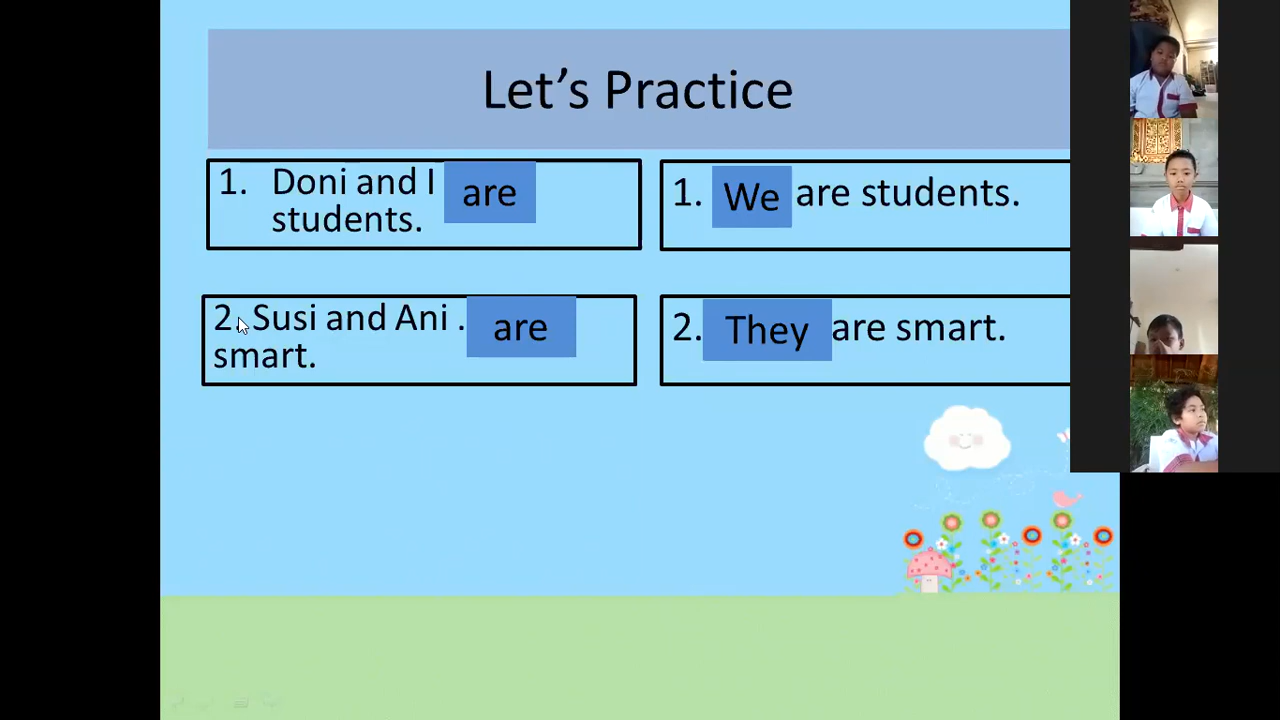 Let's Practice
1. Doni and I are
students.
1. We are students.
2. Susi and Ani . are
smart.
2. They are smart.